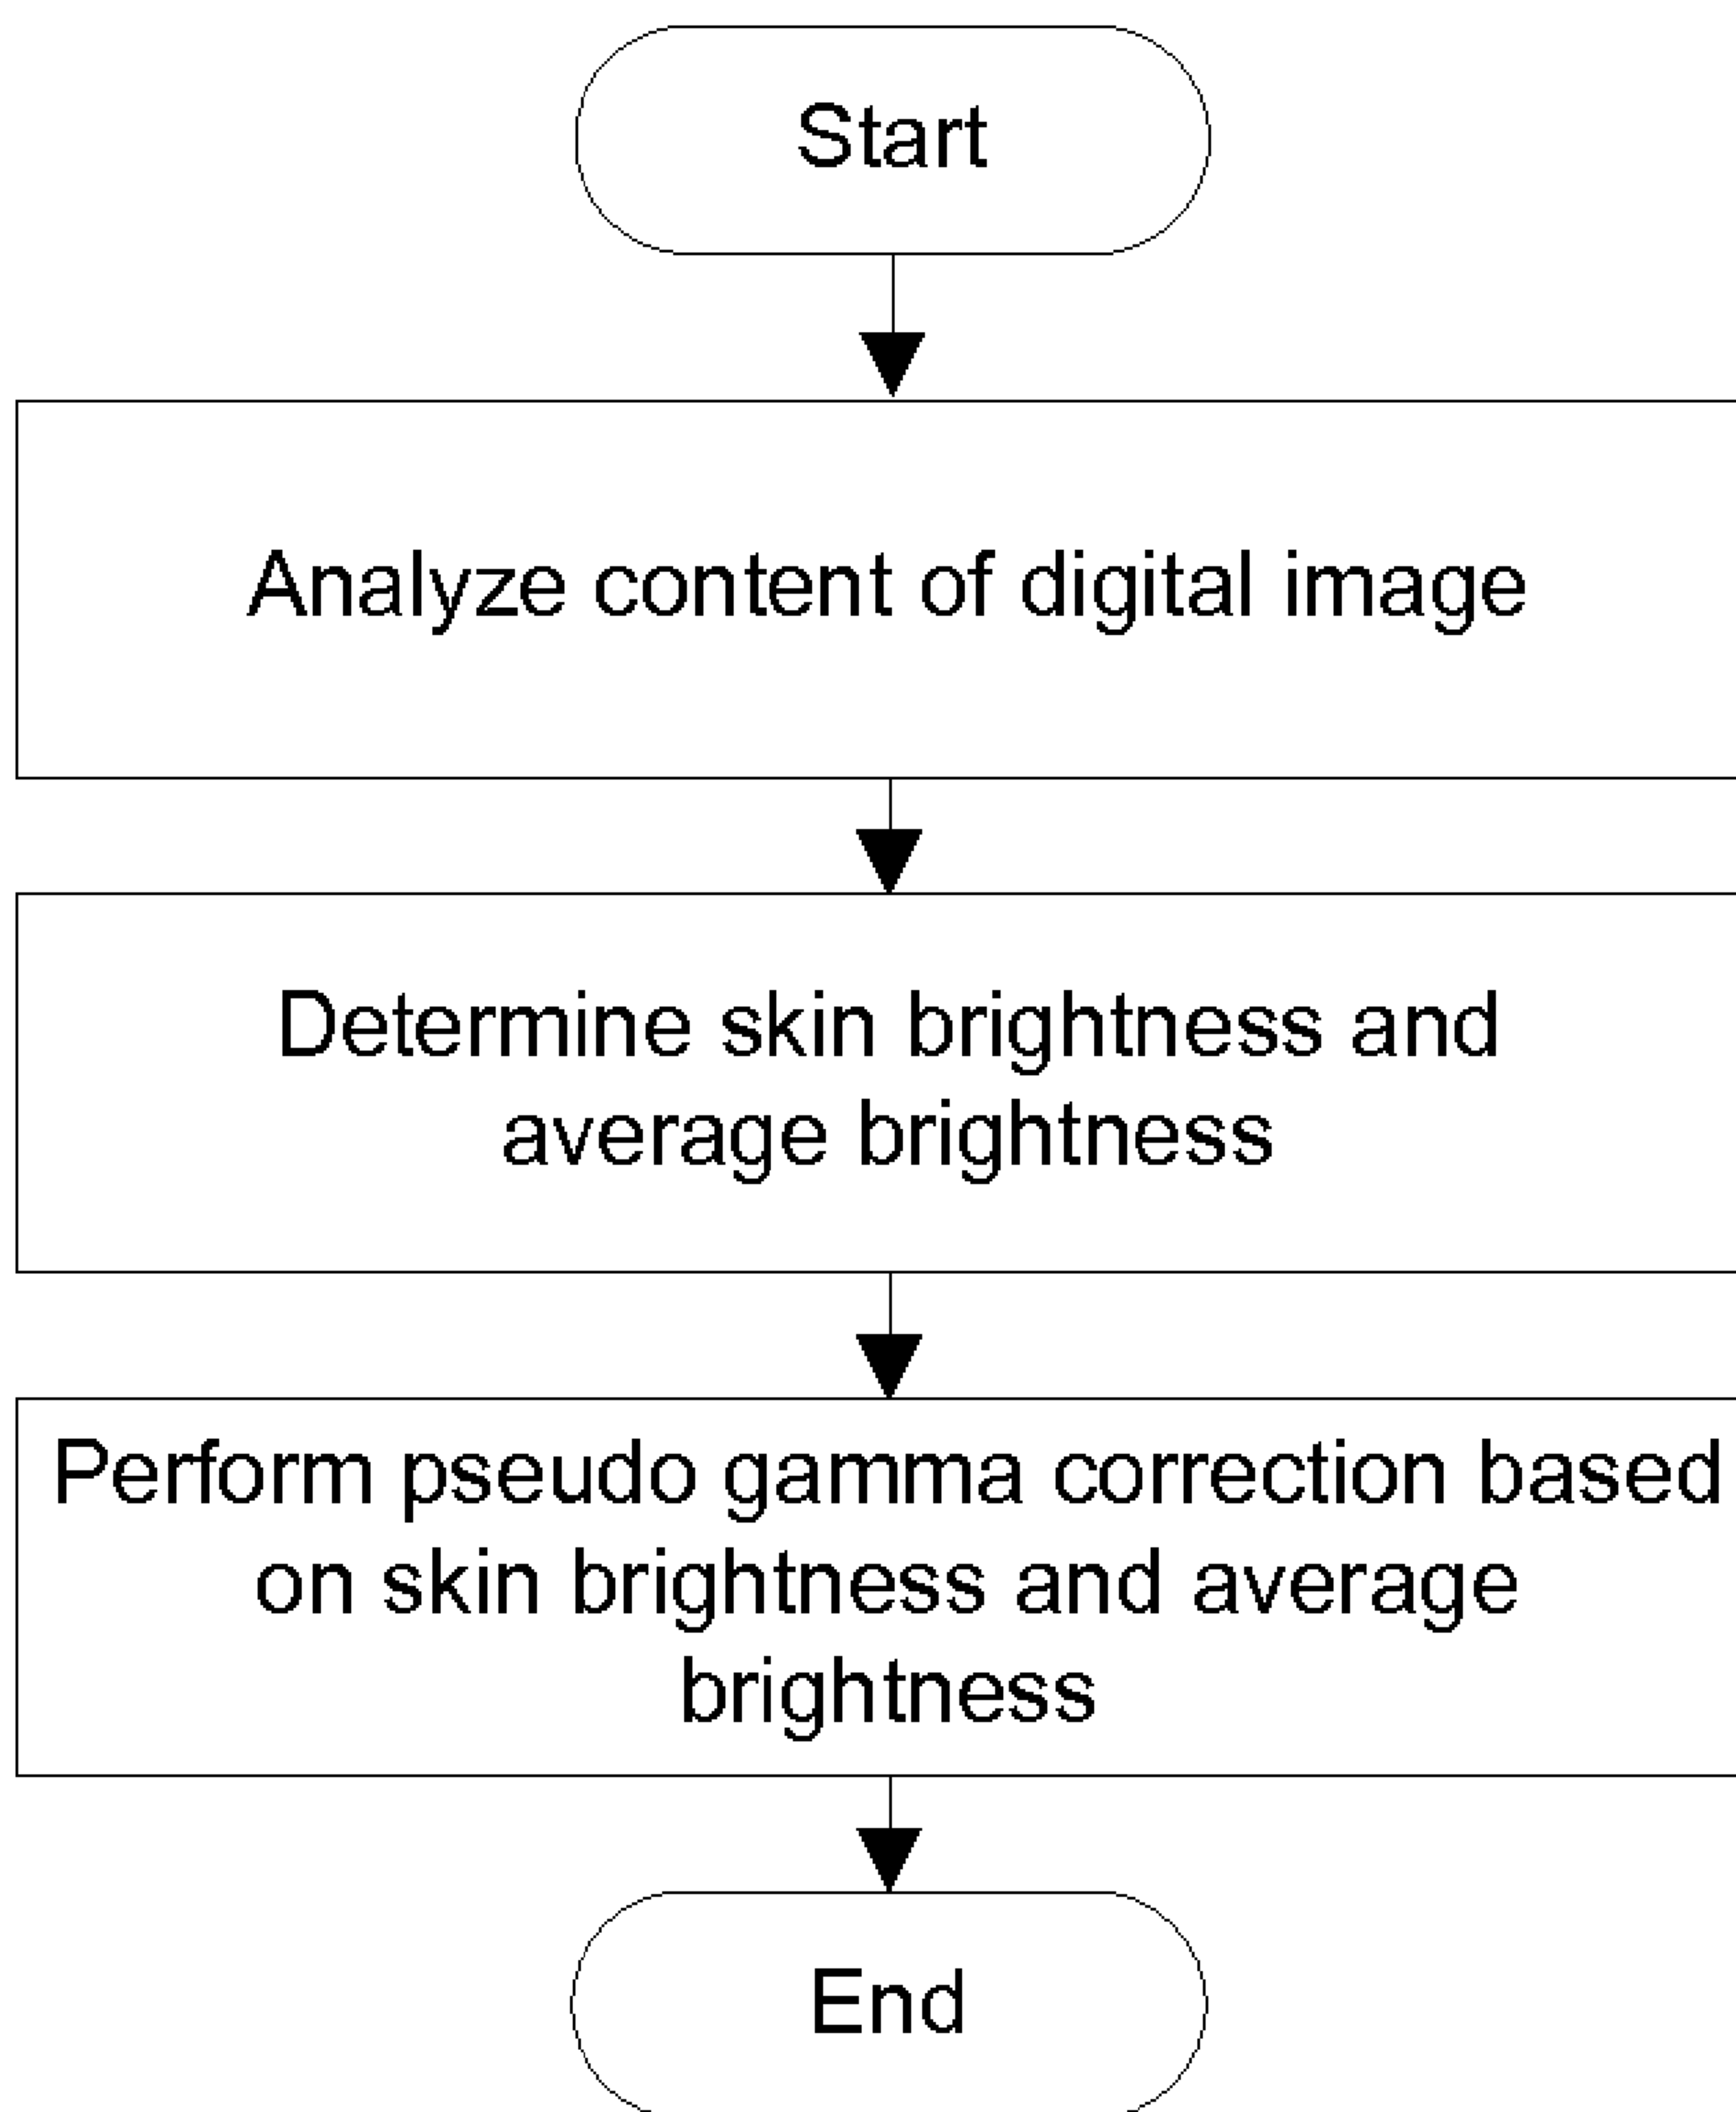 Start
Analyze content of digital image
Determine skin brightness and
average brightness
Perform pseudo gamma correction based
on skin brightness and average
brightness
End